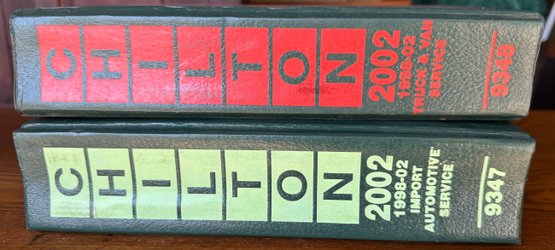 CHILTON
2002
1998-02
TRUCK & VAN
SERVICE
9348
CHILTON
2002
1998-02
IMPORT
AUTOMOTIVE
SERVICE
9347